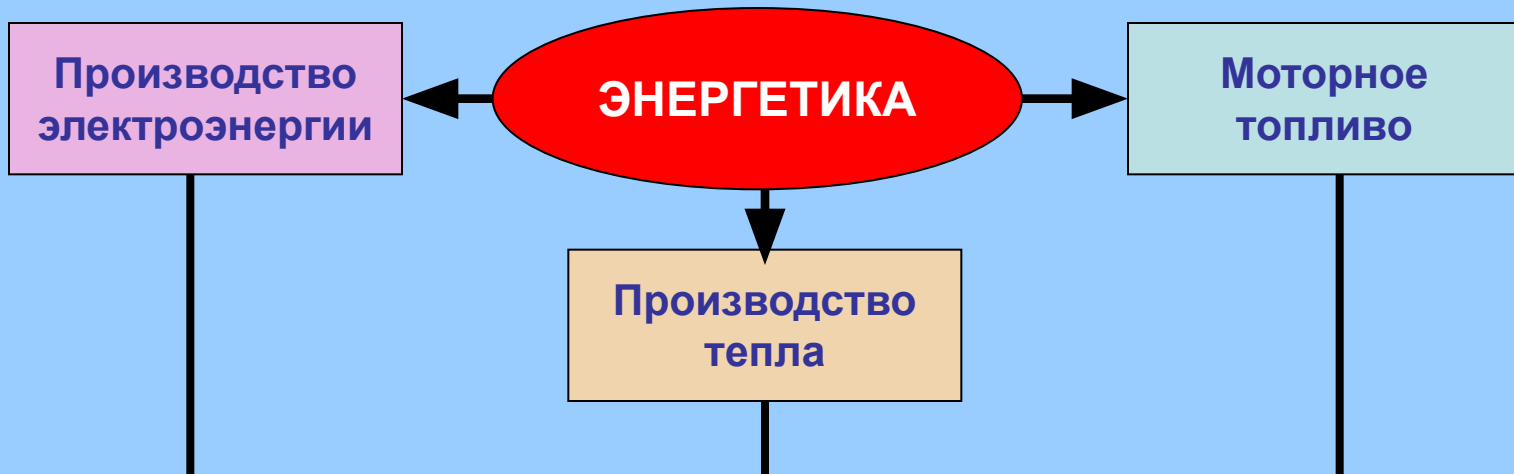 Производство
электроэнергии
ЭНЕРГЕТИКА
Моторное
топливо
Производство
тепла